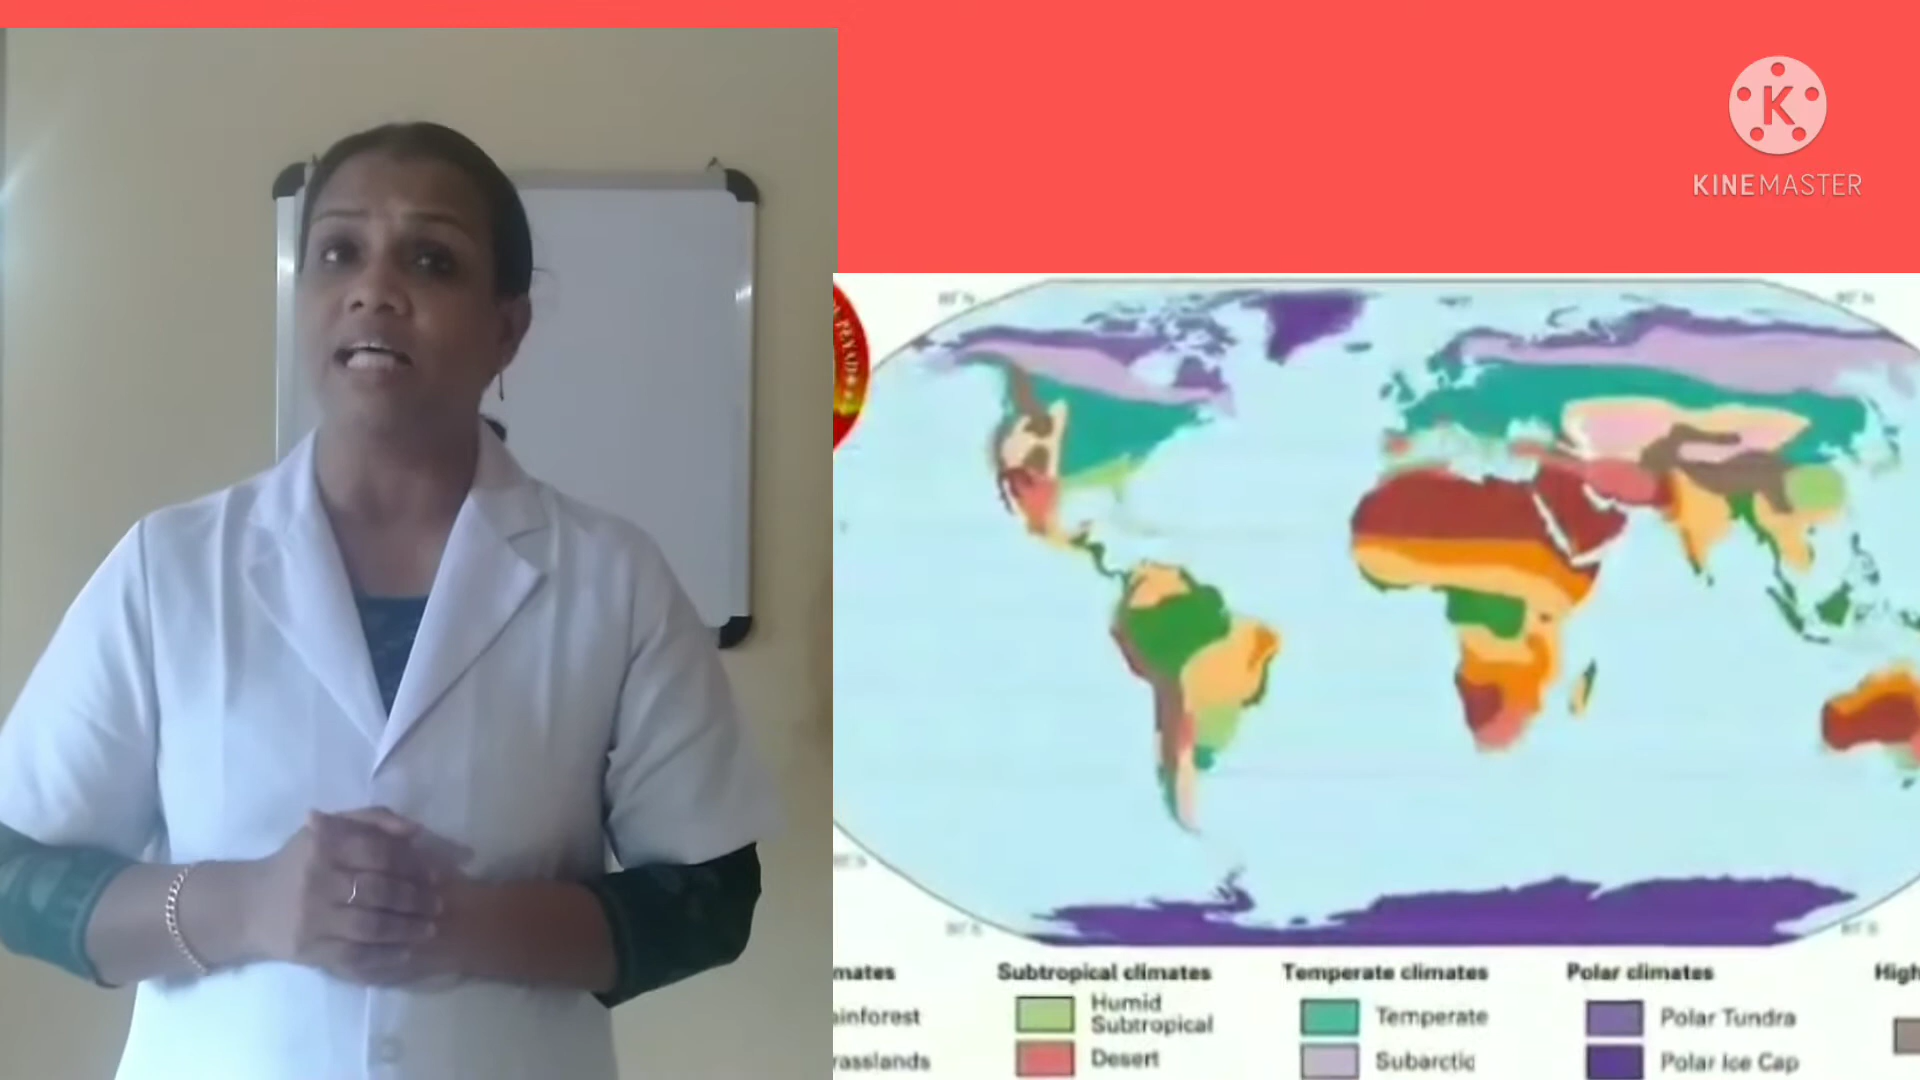 K
KINEMASTER
mates
Subtropical climates
Temperate climates
Polar climates
High
ainforest
Humid
Subtropical
Temperate
Polar Tundra
rasslands
Desert
Subarctic
Polar Ice Cap